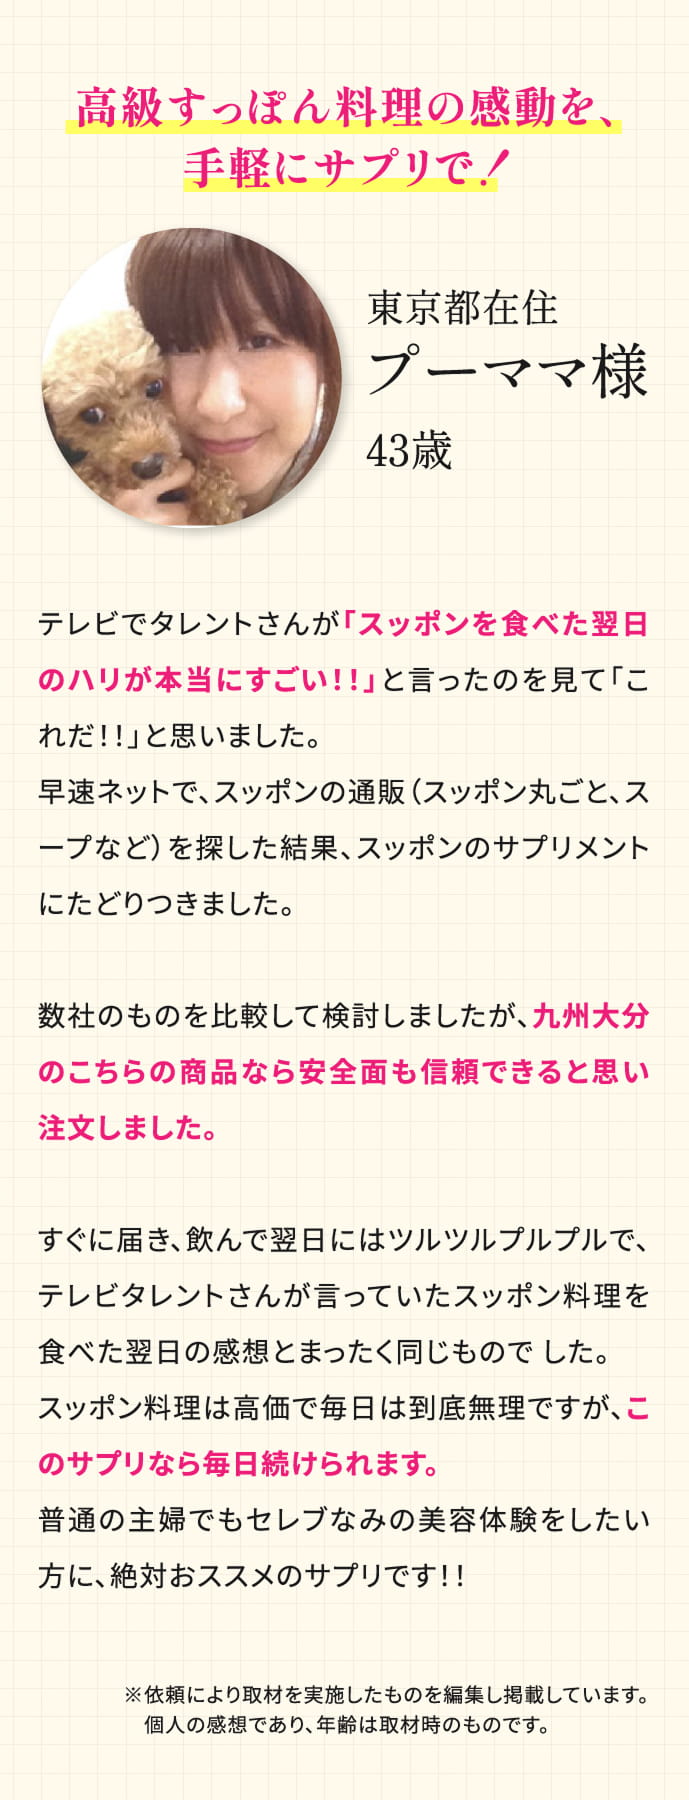 高級すっぽん料理の感動を、
手軽にサプリで！
東京都在住
プーママ様
43歳
テレビでタレントさんが「スッポンを食べた翌日
のハリが本当にすごい！！」と言ったのを見て「こ
れだ！！」と思いました。
早速ネットで、スッポンの通販（スッポン丸ごと、ス
ープなど）を探した結果、スッポンのサプリメント
にたどりつきました。
数社のものを比較して検討しましたが、九州大分
のこちらの商品なら安全面も信頼できると思い
注文しました。
すぐに届き、飲んで翌日にはツルツルプルプルで、
テレビタレントさんが言っていたスッポン料理を
食べた翌日の感想とまったく同じもので した。
スッポン料理は高価で毎日は到底無理ですが、こ
のサプリなら毎日続けられます。
普通の主婦でもセレブなみの美容体験をしたい
方に、絶対おススメのサプリです！！
※依頼により取材を実施したものを編集し掲載しています。
個人の感想であり、年齢は取材時のものです。